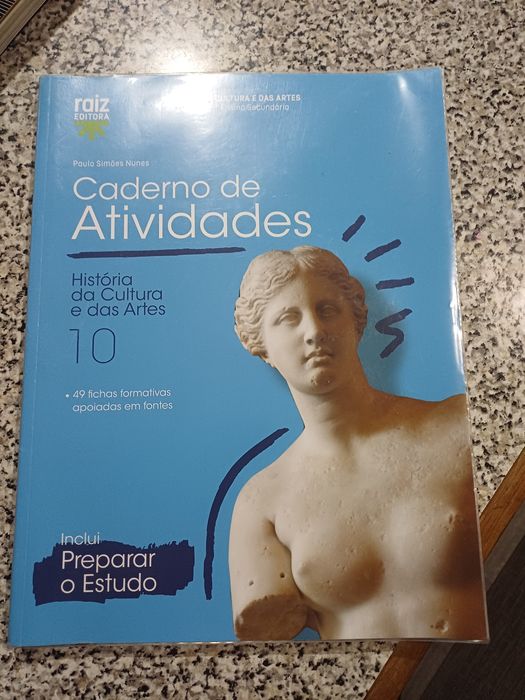 raiz
EDITORA
CULTURA E DAS ARTES
Ensino Secundário
Paulo Simões Nunes
Caderno de
Atividades
História
da Cultura
e das Artes
10
• 49 fichas formativas
apoiadas em fontes
Inclui
Preparar
o Estudo